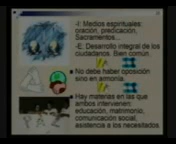 -I: Medios espirituales:
oración, predicación,
Sacramentos...
-E: Desarrollo integral de los
ciudadanos. Bien común.
No debe haber oposición
sino en armonía.
Hay materias en las que
ambos intervienen:
educación, matrimonio,
comunicación social,
asistencia a los necesitados